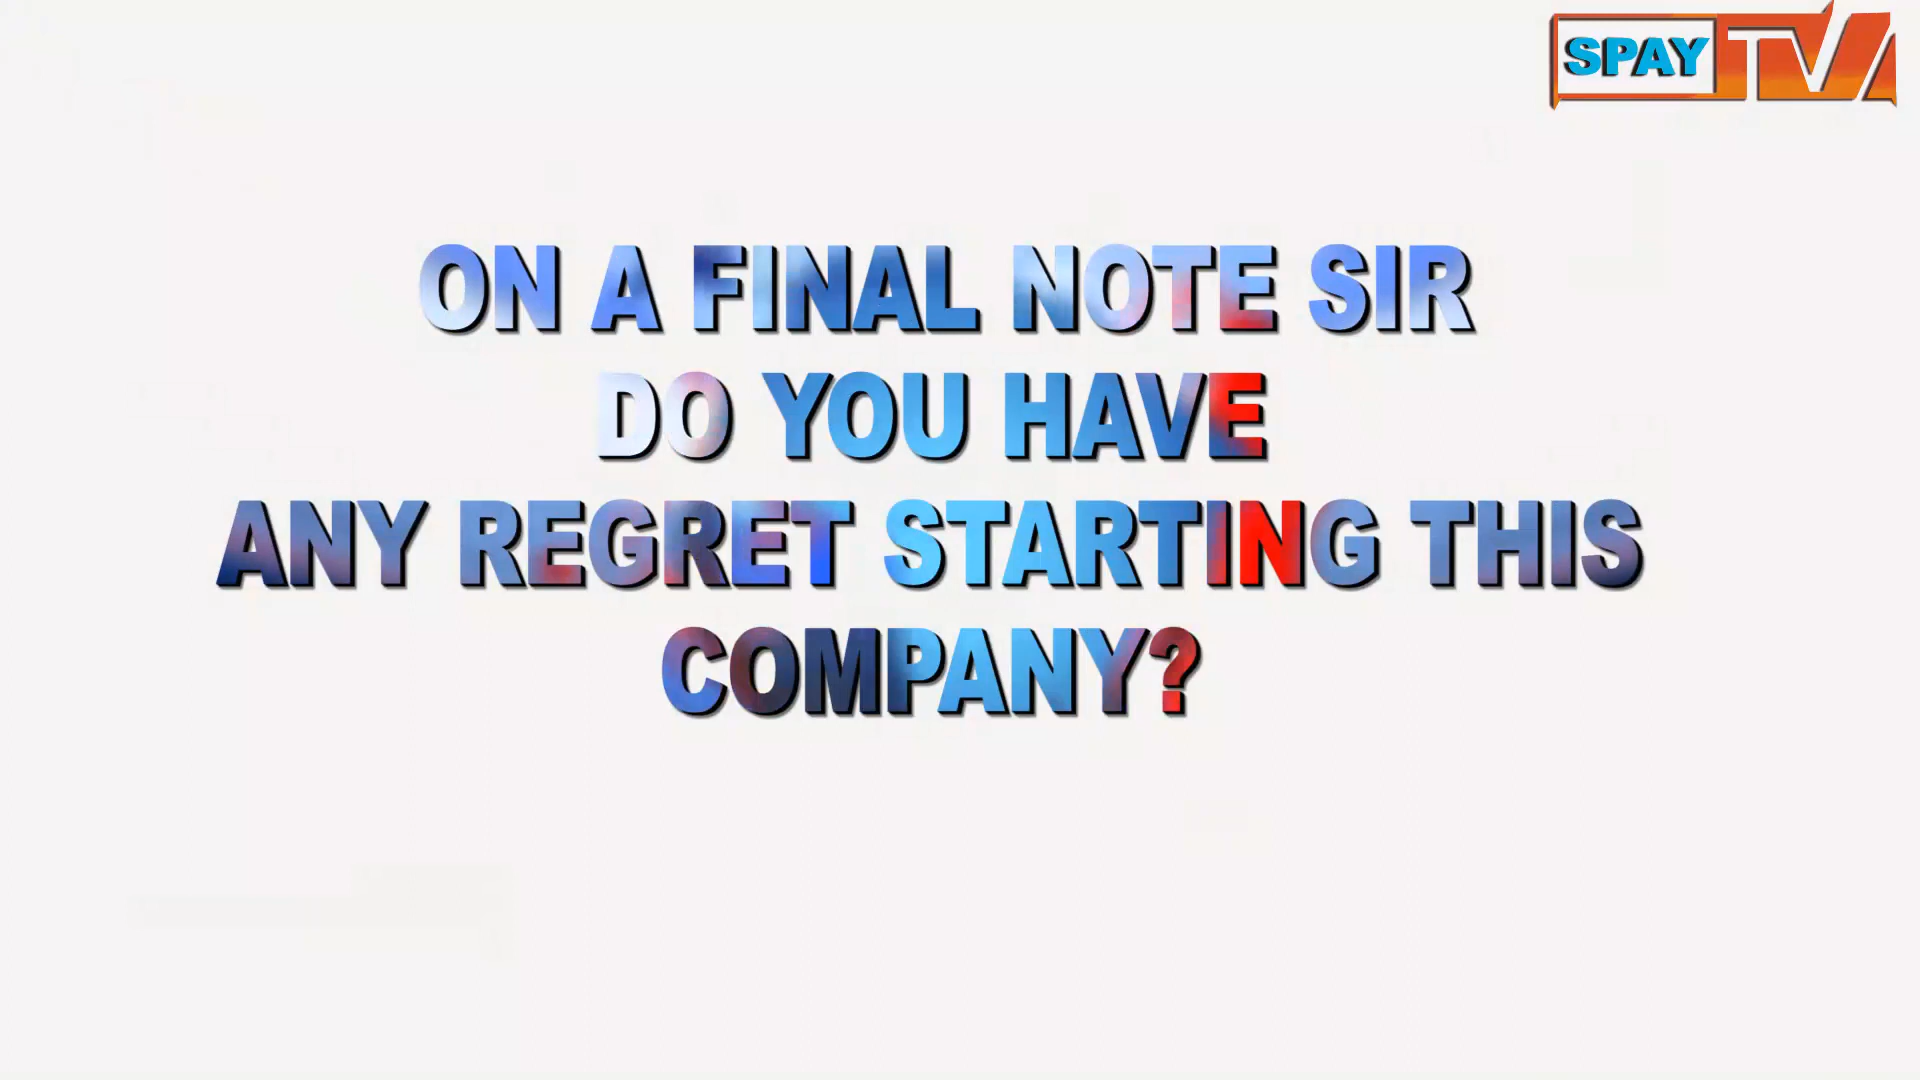 SPAY TV
ON A FINAL NOTE SIR
DO YOU HAVE
ANY REGRET STARTING THIS
COMPANY?